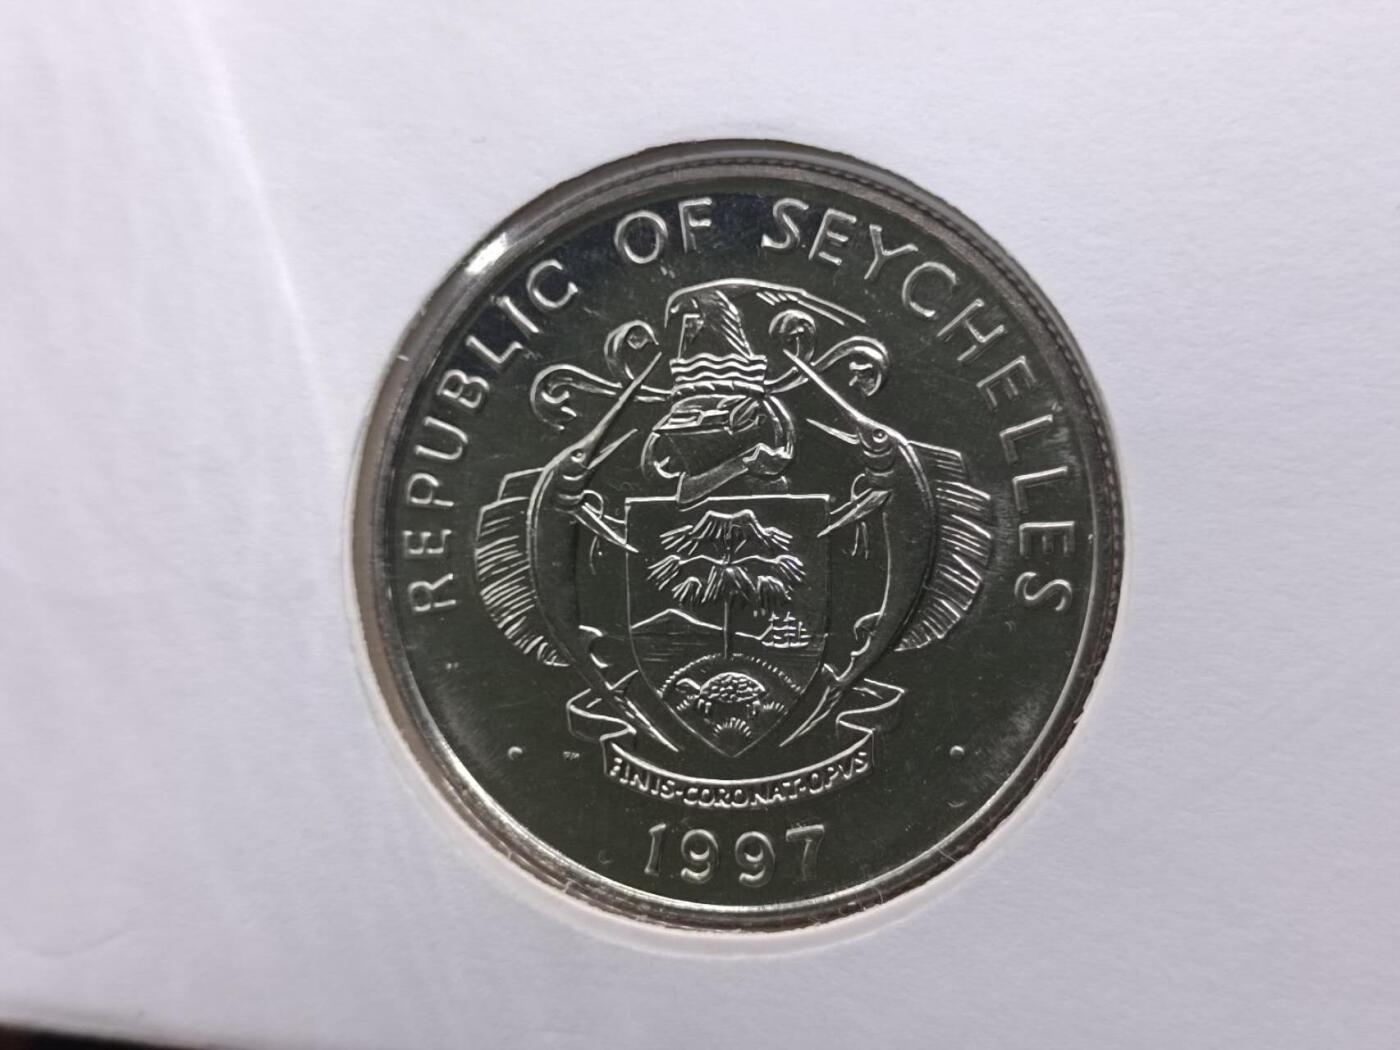 REPUBLIC OF SEYCHELLES
FINIS-CORONAT-OPVS
1997